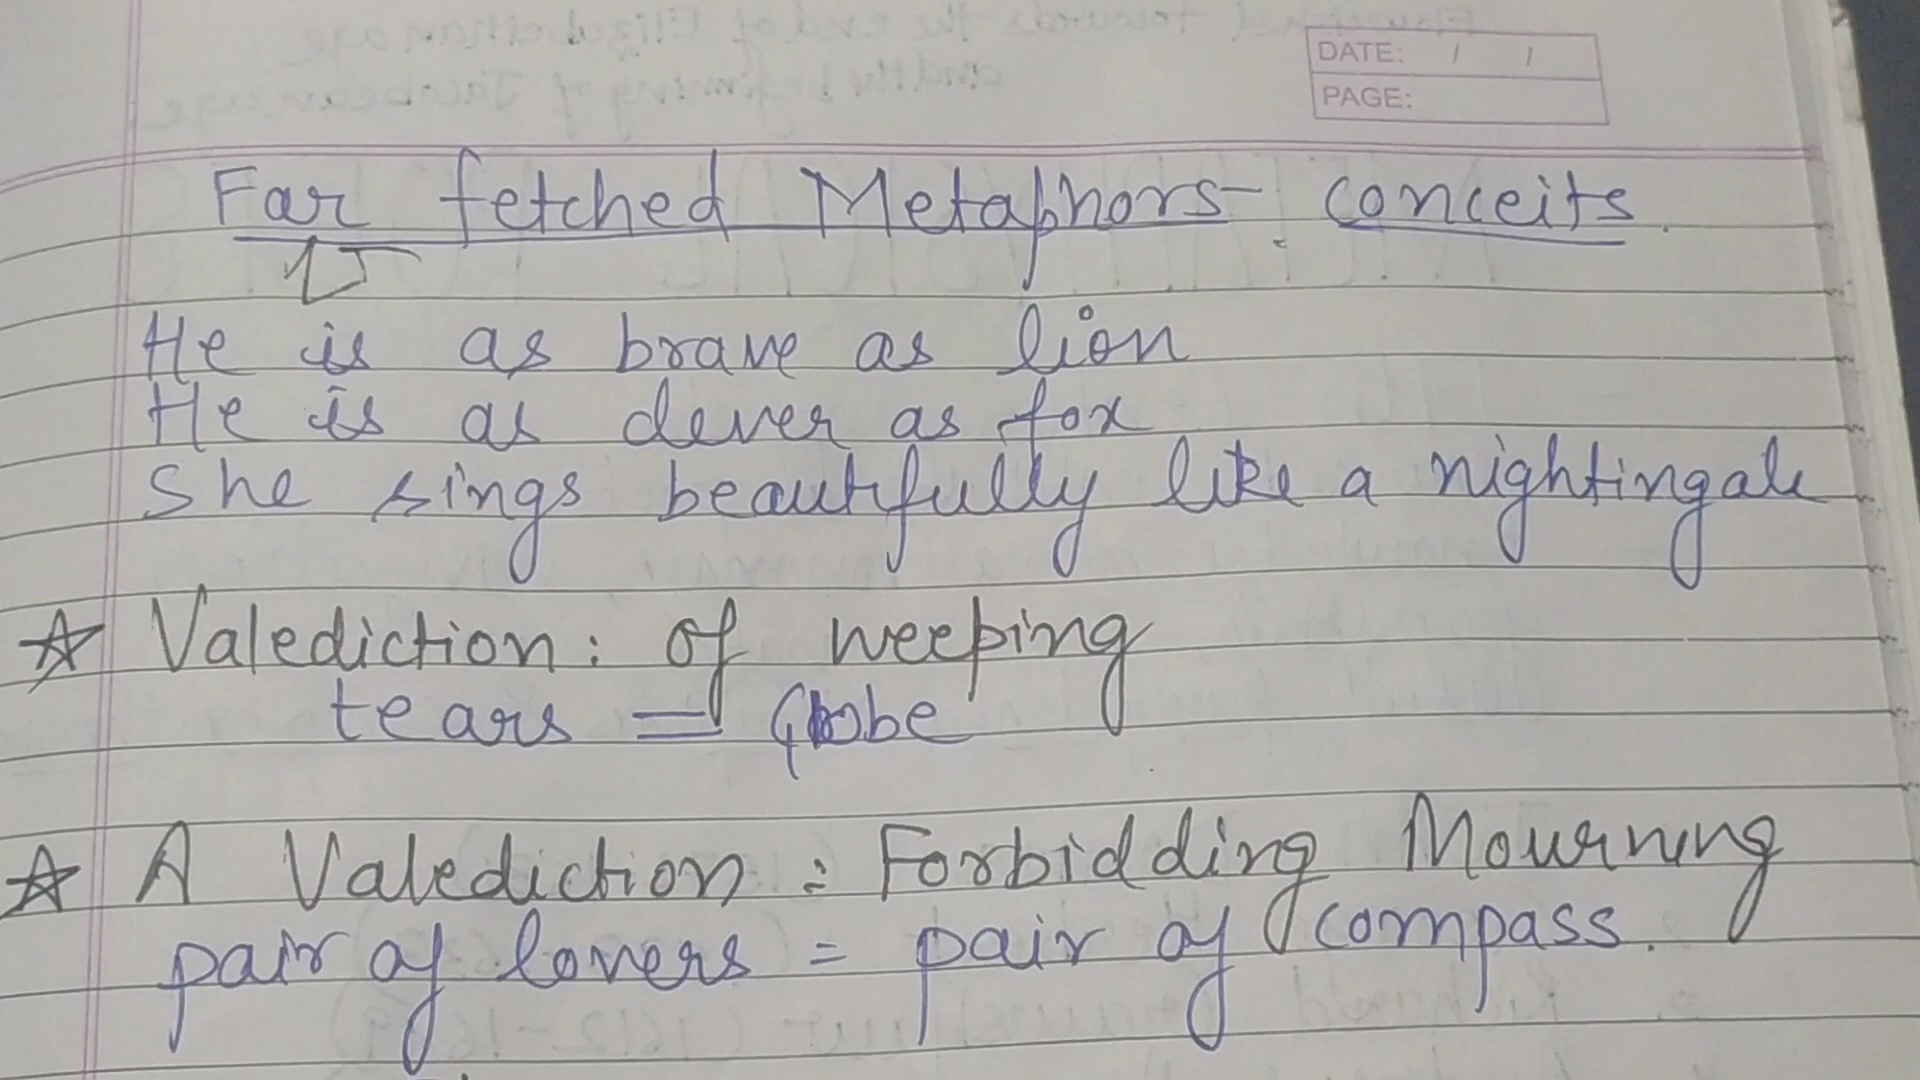 DATE: / /
PAGE:
Far fetched Metaphors - conceits.
He is as brave as lion
He is as clever as fox
She sings beautifully like a nightingale
☆ Valediction: of weeping
tears = Globe
☆ A Valediction: Forbidding Mourning
pair of lovers = pair of compass.